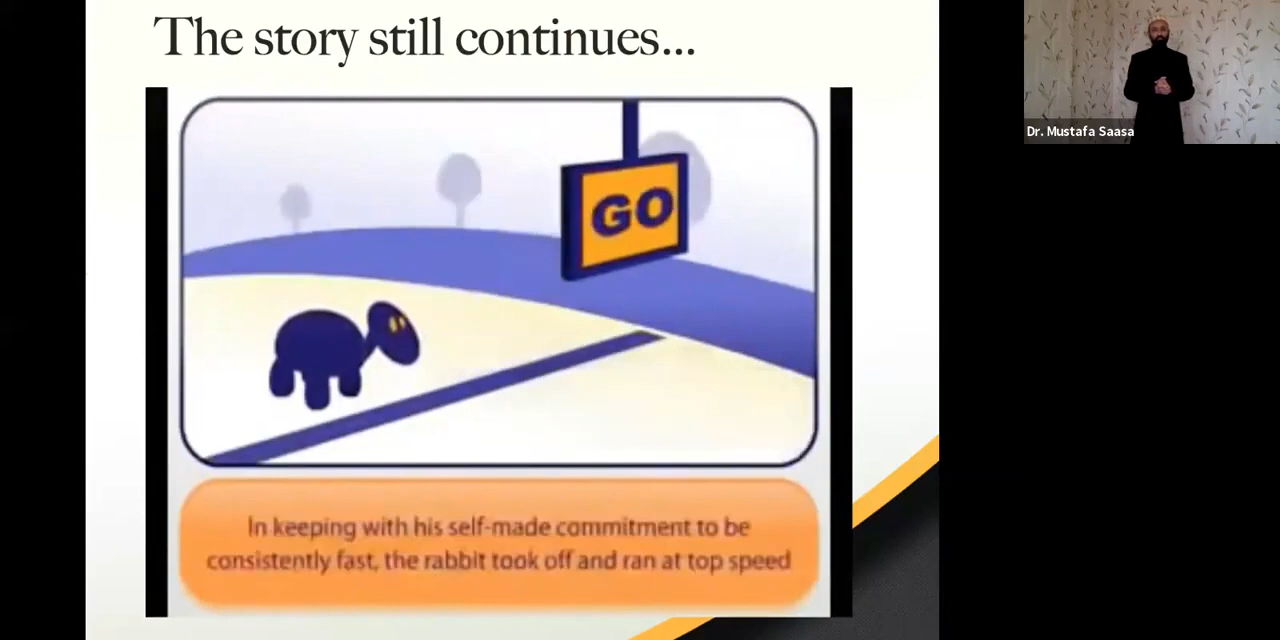 The story still continues...
GO
In keeping with his self-made commitment to be
consistently fast, the rabbit took off and ran at top speed
Dr. Mustafa Saasa